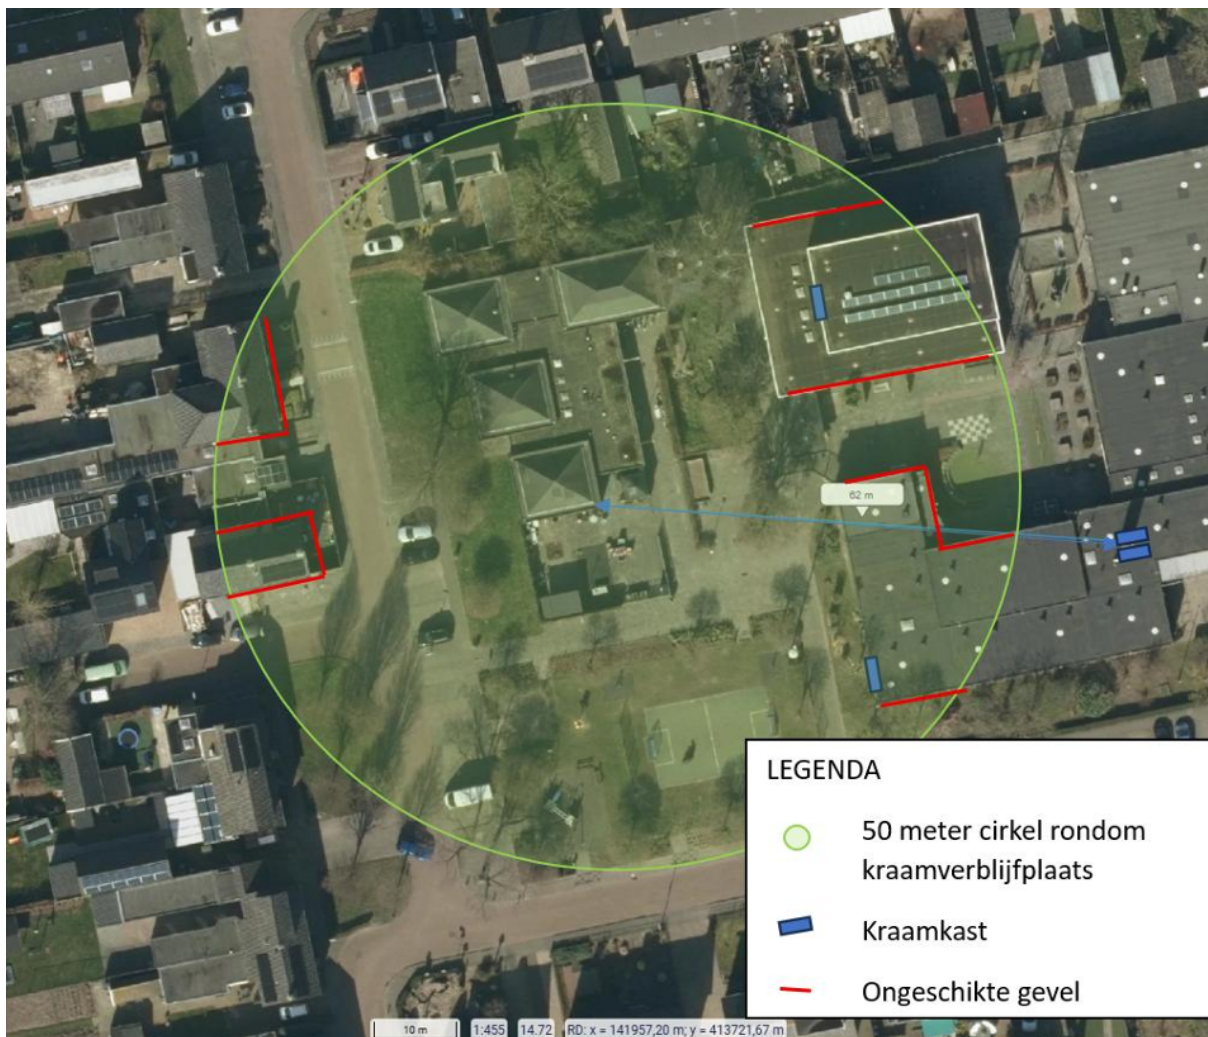 62 m
LEGENDA
50 meter cirkel rondom
kraamverblijfplaats
Kraamkast
Ongeschikte gevel
10 m 1:455 14.72 RD: x = 141957,20 m; y = 413721,67 m